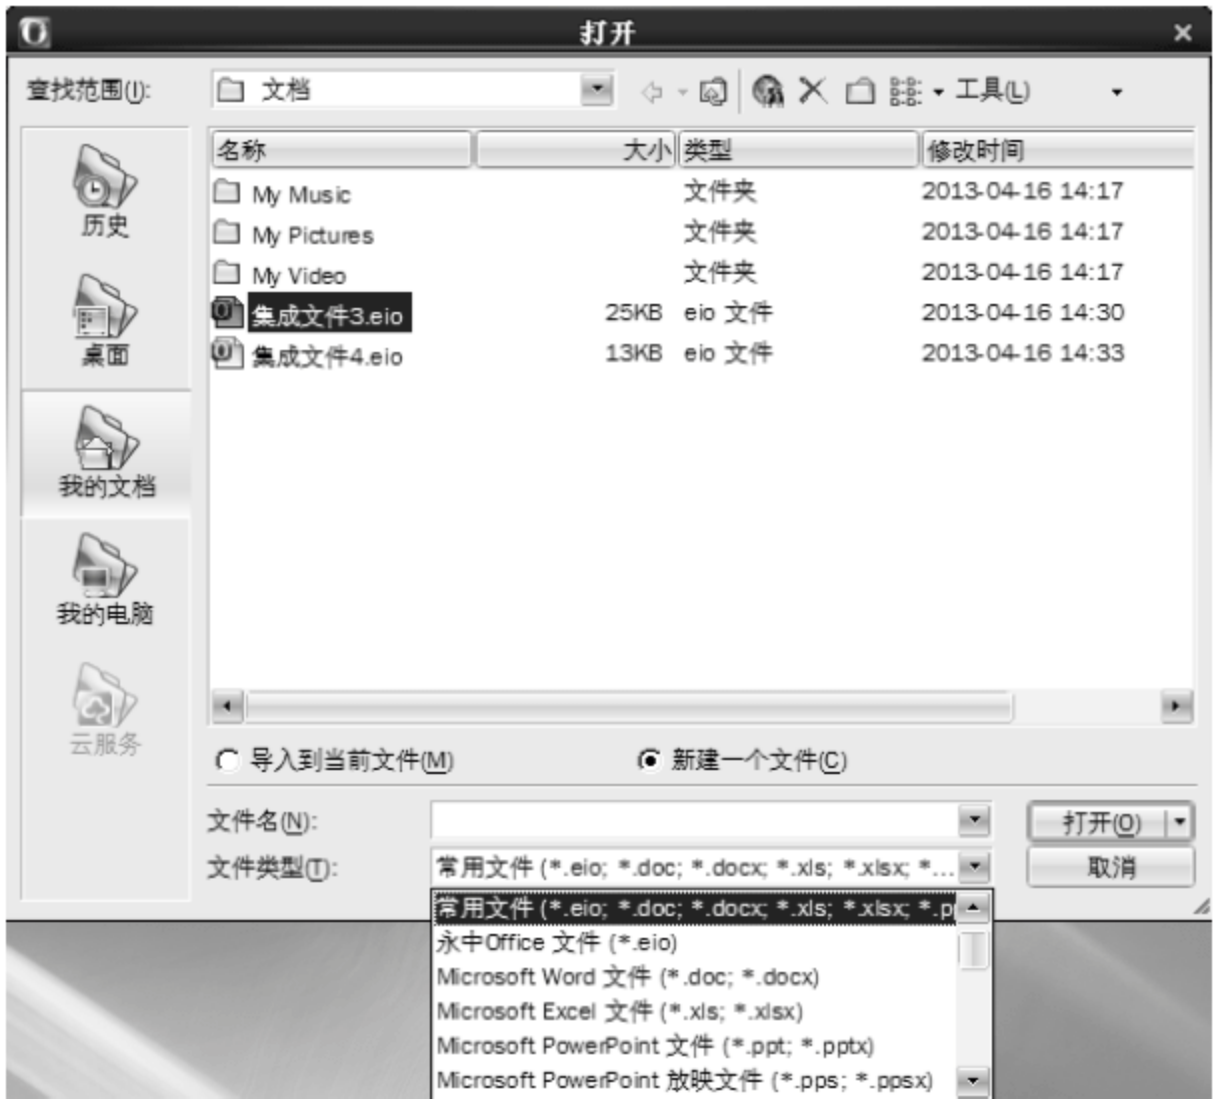 打开
查找范围(I):
文档
工具(L)
名称 大小 类型 修改时间
My Music 文件夹 2013-04-16 14:17
My Pictures 文件夹 2013-04-16 14:17
My Video 文件夹 2013-04-16 14:17
集成文件3.eio 25KB eio 文件 2013-04-16 14:30
集成文件4.eio 13KB eio 文件 2013-04-16 14:33
历史
桌面
我的文档
我的电脑
云服务
导入到当前文件(M) 新建一个文件(C)
文件名(N):
打开(O)
文件类型(T): 常用文件 (*.eio; *.doc; *.docx; *.xls; *.xlsx; *...
取消
常用文件 (*.eio; *.doc; *.docx; *.xls; *.xlsx; *.pp
永中Office 文件 (*.eio)
Microsoft Word 文件 (*.doc; *.docx)
Microsoft Excel 文件 (*.xls; *.xlsx)
Microsoft PowerPoint 文件 (*.ppt; *.pptx)
Microsoft PowerPoint 放映文件 (*.pps; *.ppsx)